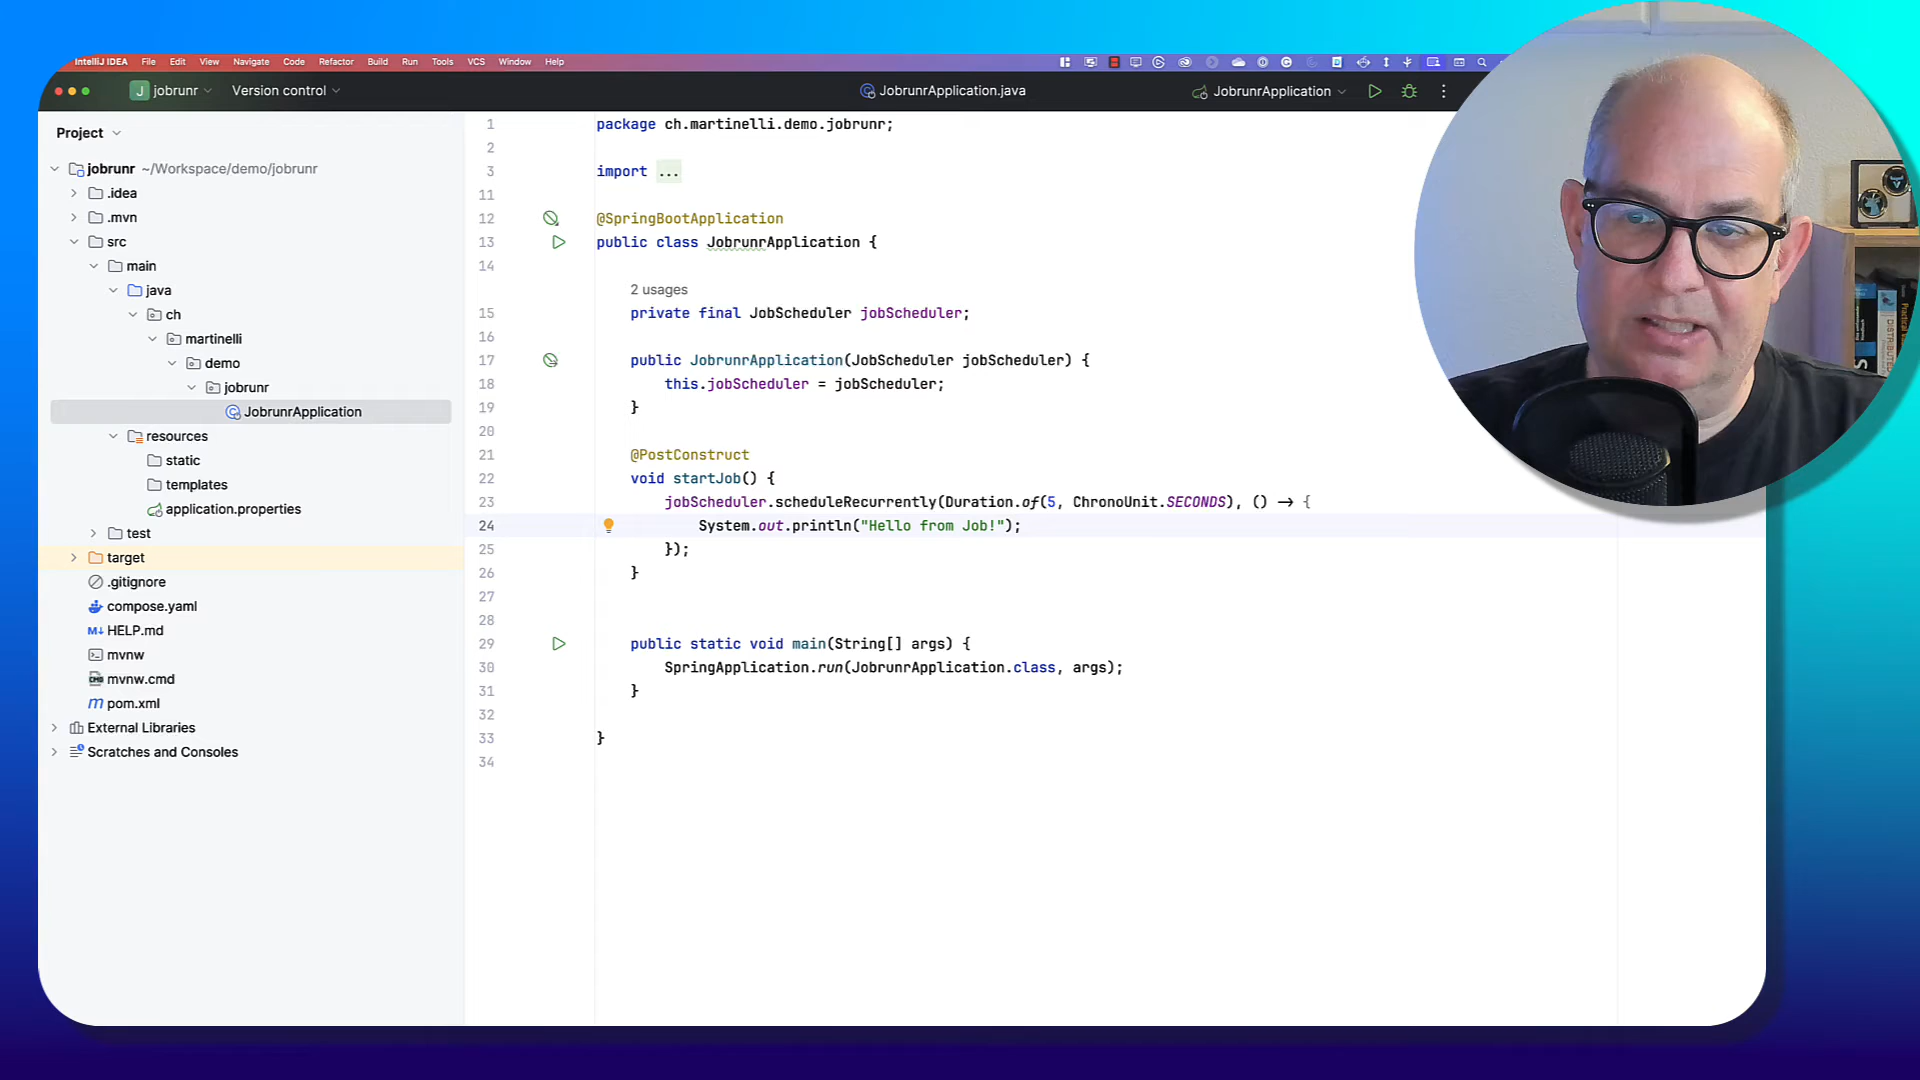 IntelliJ IDEA File Edit View Navigate Code Refactor Build Run Tools VCS Window Help
J jobrunr Version control JobrunrApplication.java JobrunrApplication
Project
jobrunr ~/Workspace/demo/jobrunr
.idea
.mvn
src
main
java
ch
martinelli
demo
jobrunr
JobrunrApplication
resources
static
templates
application.properties
test
target
.gitignore
compose.yaml
HELP.md
mvnw
mvnw.cmd
pom.xml
External Libraries
Scratches and Consoles
1 package ch.martinelli.demo.jobrunr;
2
3 import ...
11
12 @SpringBootApplication
13 public class JobrunrApplication {
14
2 usages
15 private final JobScheduler jobScheduler;
16
17 public JobrunrApplication(JobScheduler jobScheduler) {
18 this.jobScheduler = jobScheduler;
19 }
20
21 @PostConstruct
22 void startJob() {
23 jobScheduler.scheduleRecurrently(Duration.of(5, ChronoUnit.SECONDS), () -> {
24 System.out.println("Hello from Job!");
25 });
26 }
27
28
29 public static void main(String[] args) {
30 SpringApplication.run(JobrunrApplication.class, args);
31 }
32
33 }
34